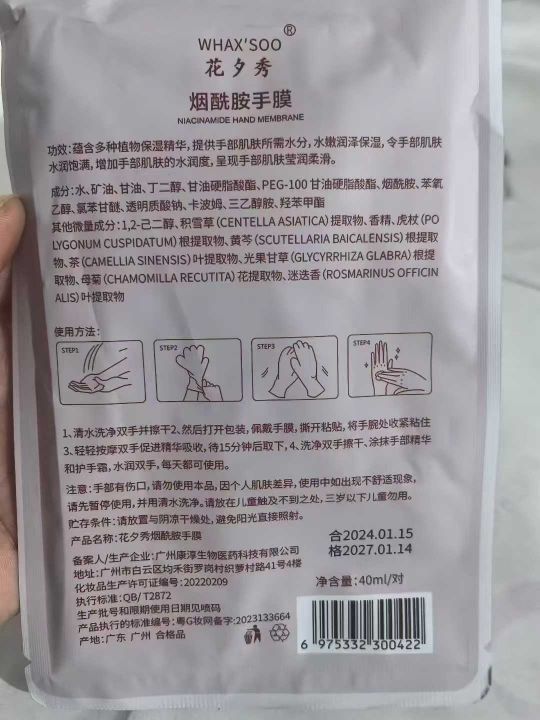 WHAX'SOO®
花夕秀
烟酰胺手膜
NIACINAMIDE HAND MEMBRANE
功效:蕴含多种植物保湿精华，提供手部肌肤所需水分，水嫩润泽保湿，令手部肌肤
水润饱满，增加手部肌肤的水润度，呈现手部肌肤莹润柔滑。
成分:水、矿油、甘油、丁二醇、甘油硬脂酸酯、PEG-100甘油硬脂酸酯、烟酰胺、苯氧
乙醇、氯苯甘醚、透明质酸钠、卡波姆、三乙醇胺、羟苯甲酯
其他微量成分:1,2-己二醇、积雪草(CENTELLA ASIATICA)提取物、香精、虎杖(PO
LYGONUM CUSPIDATUM)根提取物、黄芩(SCUTELLARIA BAICALENSIS)根提取
物、茶(CAMELLIA SINENSIS)叶提取物、光果甘草(GLYCYRRHIZA GLABRA)根提
取物、母菊(CHAMOMILLA RECUTITA)花提取物、迷迭香(ROSMARINUS OFFICIN
ALIS)叶提取物
使用方法:
STEP1 STEP2 STEP3 STEP4
1、清水洗净双手并擦干2、然后打开包装，佩戴手膜，撕开粘贴，将手腕处收紧粘住
3、轻轻按摩双手促进精华吸收，待15分钟后取下，4、洗净双手擦干、涂抹手部精华
和护手霜，水润双手，每天都可使用。
注意:手部有伤口，请勿使用本品，因个人肌肤差异，使用中如出现不舒适现象，
请先暂停使用，并用清水洗净。请放在儿童触及不到之处，三岁以下儿童勿用。
贮存条件:请放置与阴凉干燥处，避免阳光直接照射。
产品名称:花夕秀烟酰胺手膜
备案人/生产企业:广州康淳生物医药科技有限公司
地址:广州市白云区均禾街罗岗村织萝村路41号4楼
化妆品生产许可证编号:20220209
执行标准:QB/T2872
生产批号和限期使用日期见喷码
产品执行的标准编号:粤G妆网备字:2023133664
产地:广东 广州 合格品
合2024.01.15
格2027.01.14
净含量:40ml/对
6 975332 300422